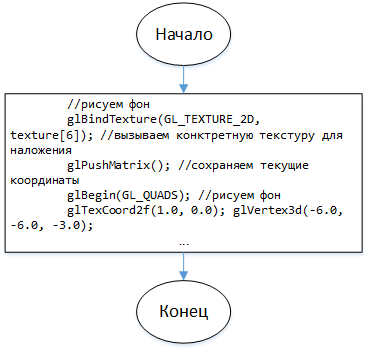 Начало
//рисуем фон
glBindTexture(GL_TEXTURE_2D,
texture[6]); //вызываем конктретную текстуру для
наложения
glPushMatrix(); //сохраняем текущие
координаты
glBegin(GL_QUADS); //рисуем фон
glTexCoord2f(1.0, 0.0); glVertex3d(-6.0,
-6.0, -3.0);
...
Конец